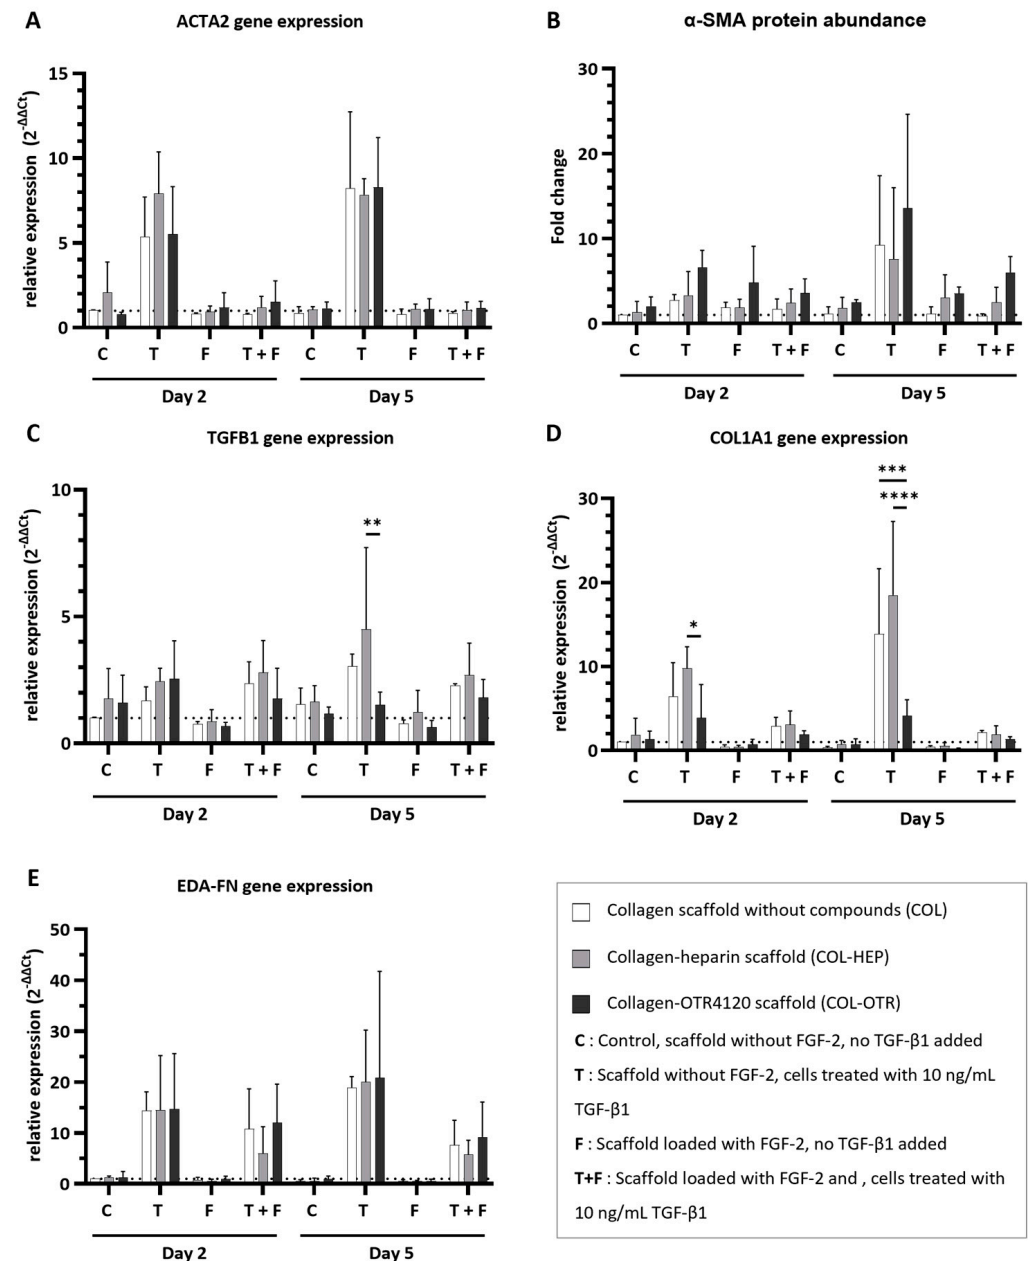 A
ACTA2 gene expression
relative expression (2-ΔΔCt)
15
10
5
0
C T F T + F C T F T + F
Day 2 Day 5
B
α-SMA protein abundance
Fold change
30
20
10
0
C T F T + F C T F T + F
Day 2 Day 5
C
TGFB1 gene expression
relative expression (2-ΔΔCt)
10
5
0
**
C T F T + F C T F T + F
Day 2 Day 5
D
COL1A1 gene expression
relative expression (2-ΔΔCt)
30
20
10
0
*
***
****
C T F T + F C T F T + F
Day 2 Day 5
E
EDA-FN gene expression
relative expression (2-ΔΔCt)
50
40
30
20
10
0
C T F T + F C T F T + F
Day 2 Day 5
Collagen scaffold without compounds (COL)
Collagen-heparin scaffold (COL-HEP)
Collagen-OTR4120 scaffold (COL-OTR)
C : Control, scaffold without FGF-2, no TGF-β1 added
T : Scaffold without FGF-2, cells treated with 10 ng/mL
TGF-β1
F : Scaffold loaded with FGF-2, no TGF-β1 added
T+F : Scaffold loaded with FGF-2 and , cells treated with
10 ng/mL TGF-β1